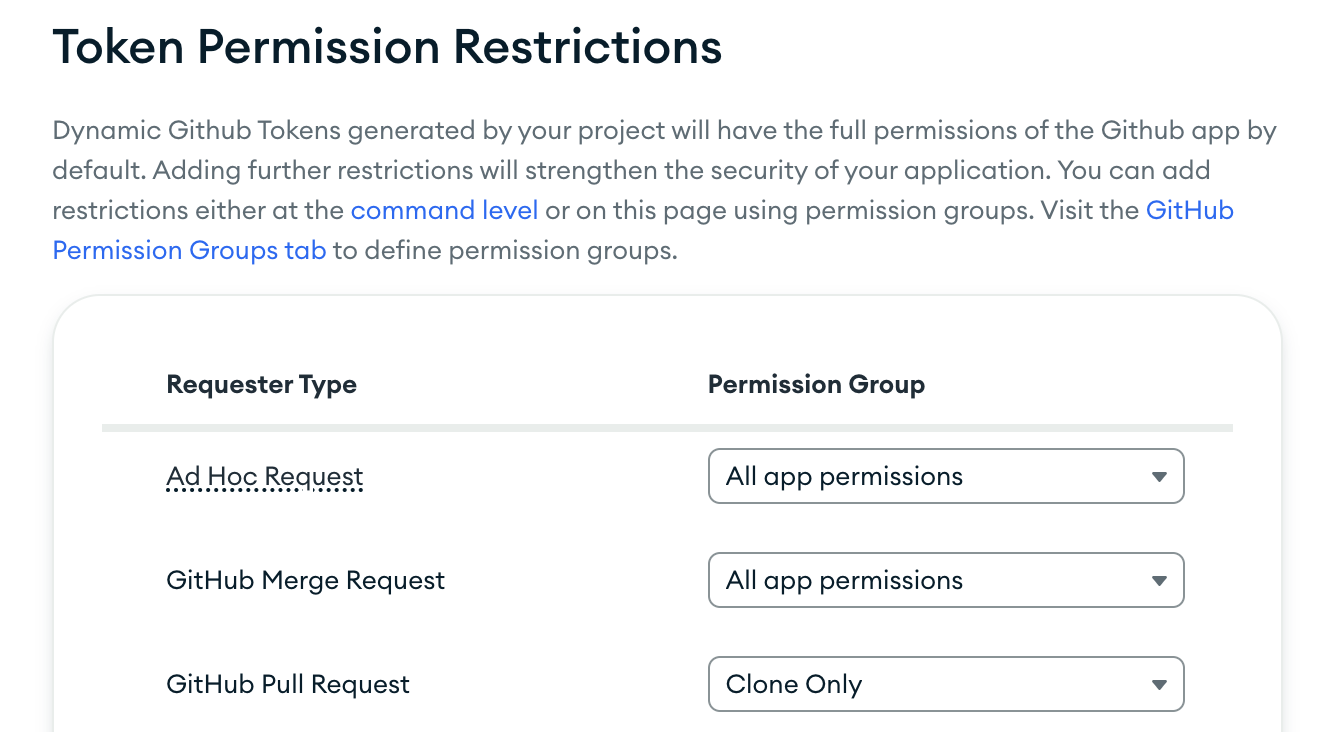 Token Permission Restrictions
Dynamic Github Tokens generated by your project will have the full permissions of the Github app by
default. Adding further restrictions will strengthen the security of your application. You can add
restrictions either at the command level or on this page using permission groups. Visit the GitHub
Permission Groups tab to define permission groups.
Requester Type Permission Group
Ad Hoc Request All app permissions
GitHub Merge Request All app permissions
GitHub Pull Request Clone Only